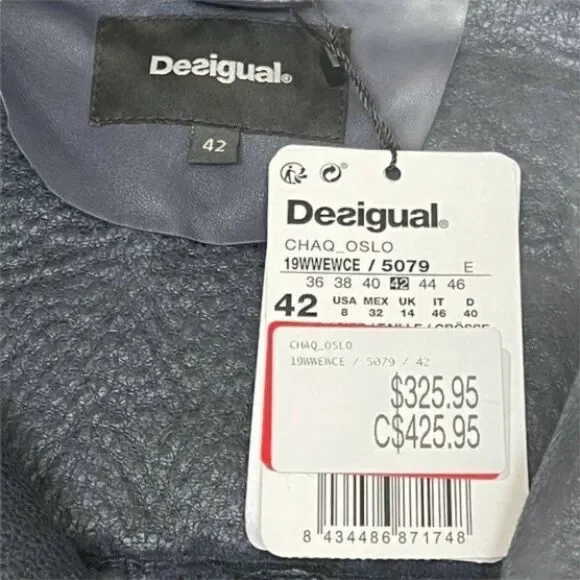 Desigual.
42
Desigual.
CHAQ_OSLO
19WWEWCE / 5079 E
36 38 40 42 44 46
42 USA MEX UK IT D
8 32 14 46 40
CHAQ_OSLO
19WWEWCE / 5079 / 42
$325.95
C$425.95
8 434486 871748